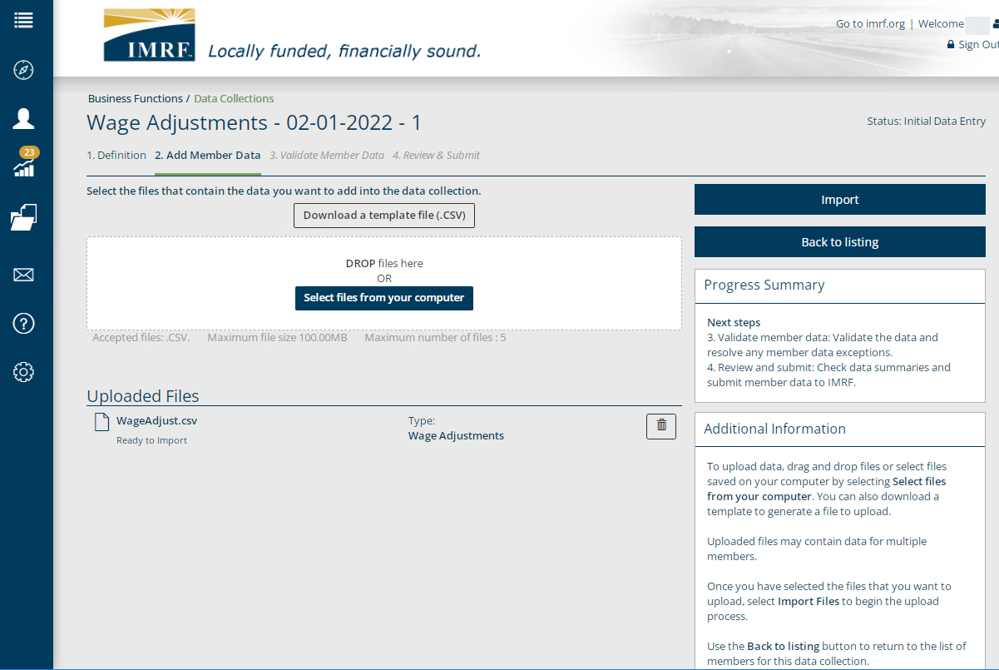 Go to imrf.org | Welcome
IMRF™ Locally funded, financially sound.
Sign Out
Business Functions / Data Collections
Wage Adjustments - 02-01-2022 - 1
Status: Initial Data Entry
23
1. Definition 2. Add Member Data 3. Validate Member Data 4. Review & Submit
Select the files that contain the data you want to add into the data collection.
Download a template file (.CSV)
DROP files here
OR
Select files from your computer
Accepted files: .CSV. Maximum file size 100.00MB Maximum number of files : 5
Uploaded Files
WageAdjust.csv
Ready to Import
Type:
Wage Adjustments
Import
Back to listing
Progress Summary
Next steps
3. Validate member data: Validate the data and
resolve any member data exceptions.
4. Review and submit: Check data summaries and
submit member data to IMRF.
Additional Information
To upload data, drag and drop files or select files
saved on your computer by selecting Select files
from your computer. You can also download a
template to generate a file to upload.
Uploaded files may contain data for multiple
members.
Once you have selected the files that you want to
upload, select Import Files to begin the upload
process.
Use the Back to listing button to return to the list of
members for this data collection.